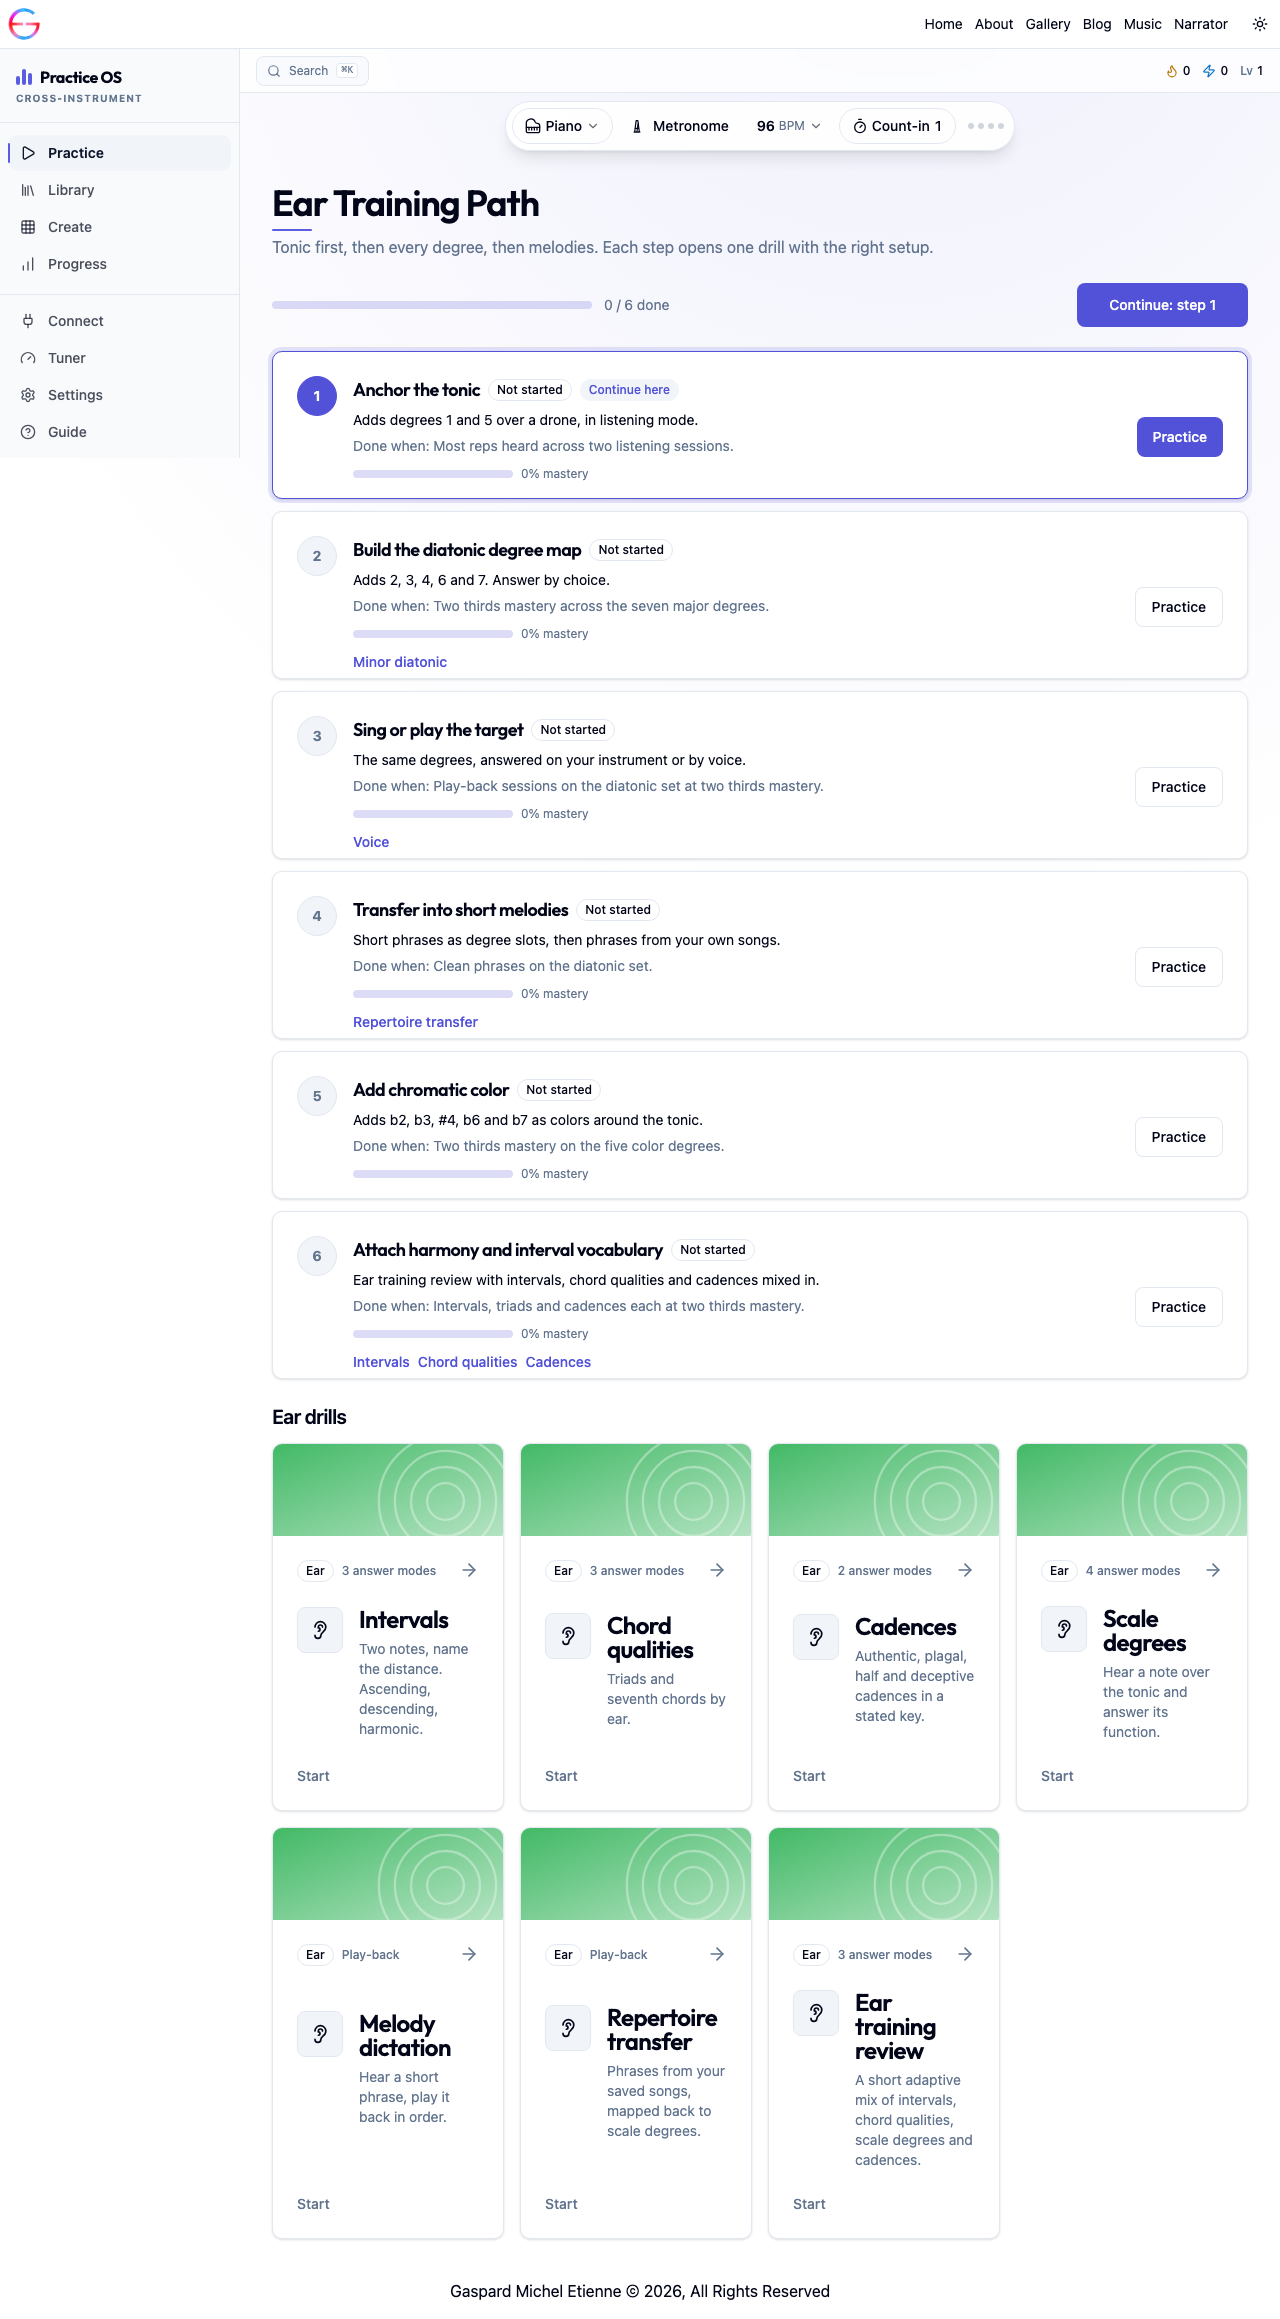 Home About Gallery Blog Music Narrator
Practice OS
CROSS-INSTRUMENT
Search ⌘K
0 0 Lv 1
Piano Metronome 96 BPM Count-in 1
Practice
Library
Create
Progress
Connect
Tuner
Settings
Guide
Ear Training Path
Tonic first, then every degree, then melodies. Each step opens one drill with the right setup.
0 / 6 done
Continue: step 1
1
Anchor the tonic Not started Continue here
Adds degrees 1 and 5 over a drone, in listening mode.
Done when: Most reps heard across two listening sessions.
0% mastery
Practice
2
Build the diatonic degree map Not started
Adds 2, 3, 4, 6 and 7. Answer by choice.
Done when: Two thirds mastery across the seven major degrees.
0% mastery
Minor diatonic
Practice
3
Sing or play the target Not started
The same degrees, answered on your instrument or by voice.
Done when: Play-back sessions on the diatonic set at two thirds mastery.
0% mastery
Voice
Practice
4
Transfer into short melodies Not started
Short phrases as degree slots, then phrases from your own songs.
Done when: Clean phrases on the diatonic set.
0% mastery
Repertoire transfer
Practice
5
Add chromatic color Not started
Adds b2, b3, #4, b6 and b7 as colors around the tonic.
Done when: Two thirds mastery on the five color degrees.
0% mastery
Practice
6
Attach harmony and interval vocabulary Not started
Ear training review with intervals, chord qualities and cadences mixed in.
Done when: Intervals, triads and cadences each at two thirds mastery.
0% mastery
Intervals Chord qualities Cadences
Practice
Ear drills
Ear 3 answer modes
Intervals
Two notes, name
the distance.
Ascending,
descending,
harmonic.
Start
Ear 3 answer modes
Chord
qualities
Triads and
seventh chords by
ear.
Start
Ear 2 answer modes
Cadences
Authentic, plagal,
half and deceptive
cadences in a
stated key.
Start
Ear 4 answer modes
Scale
degrees
Hear a note over
the tonic and
answer its
function.
Start
Ear Play-back
Melody
dictation
Hear a short
phrase, play it
back in order.
Start
Ear Play-back
Repertoire
transfer
Phrases from your
saved songs,
mapped back to
scale degrees.
Start
Ear 3 answer modes
Ear
training
review
A short adaptive
mix of intervals,
chord qualities,
scale degrees and
cadences.
Start
Gaspard Michel Etienne © 2026, All Rights Reserved